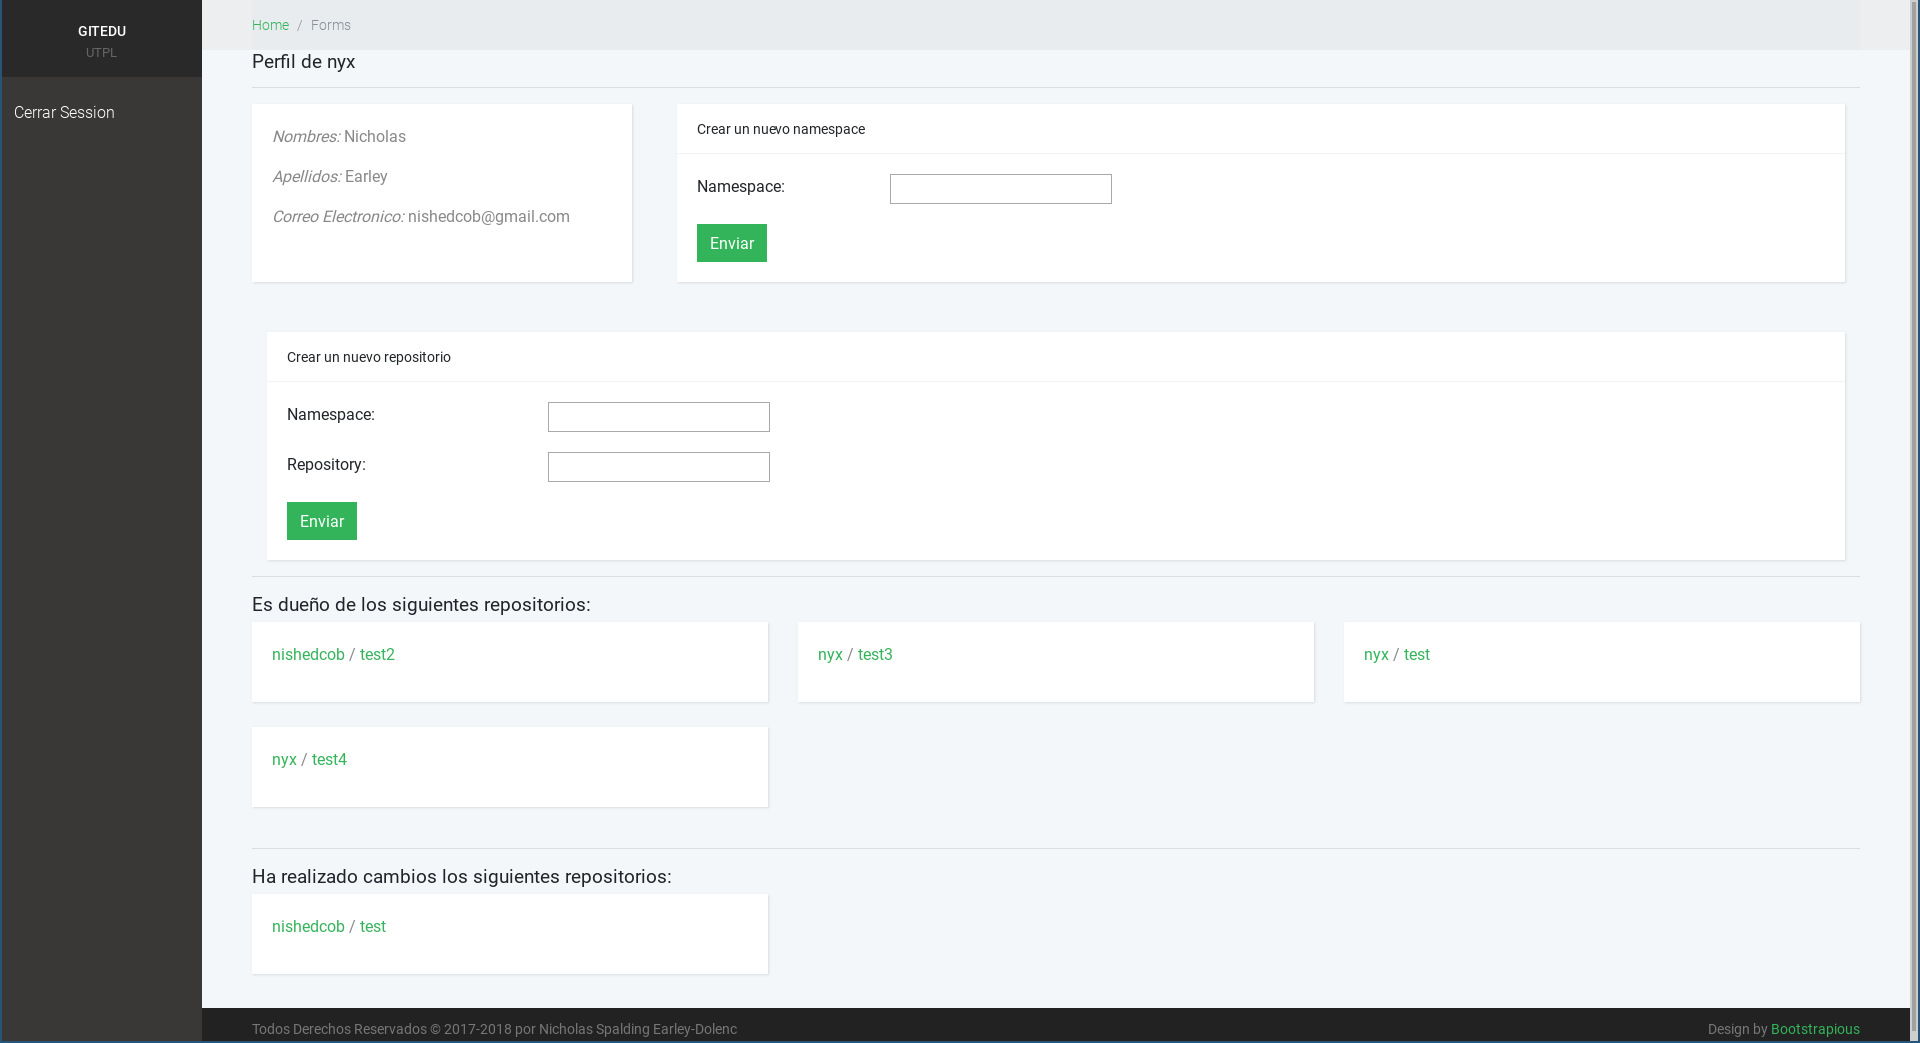 GITEDU
UTPL
Cerrar Session
Home / Forms
Perfil de nyx
Nombres: Nicholas
Apellidos: Earley
Correo Electronico: nishedcob@gmail.com
Crear un nuevo namespace
Namespace:
Enviar
Crear un nuevo repositorio
Namespace:
Repository:
Enviar
Es dueño de los siguientes repositorios:
nishedcob / test2
nyx / test3
nyx / test
nyx / test4
Ha realizado cambios los siguientes repositorios:
nishedcob / test
Todos Derechos Reservados © 2017-2018 por Nicholas Spalding Earley-Dolenc
Design by Bootstrapious